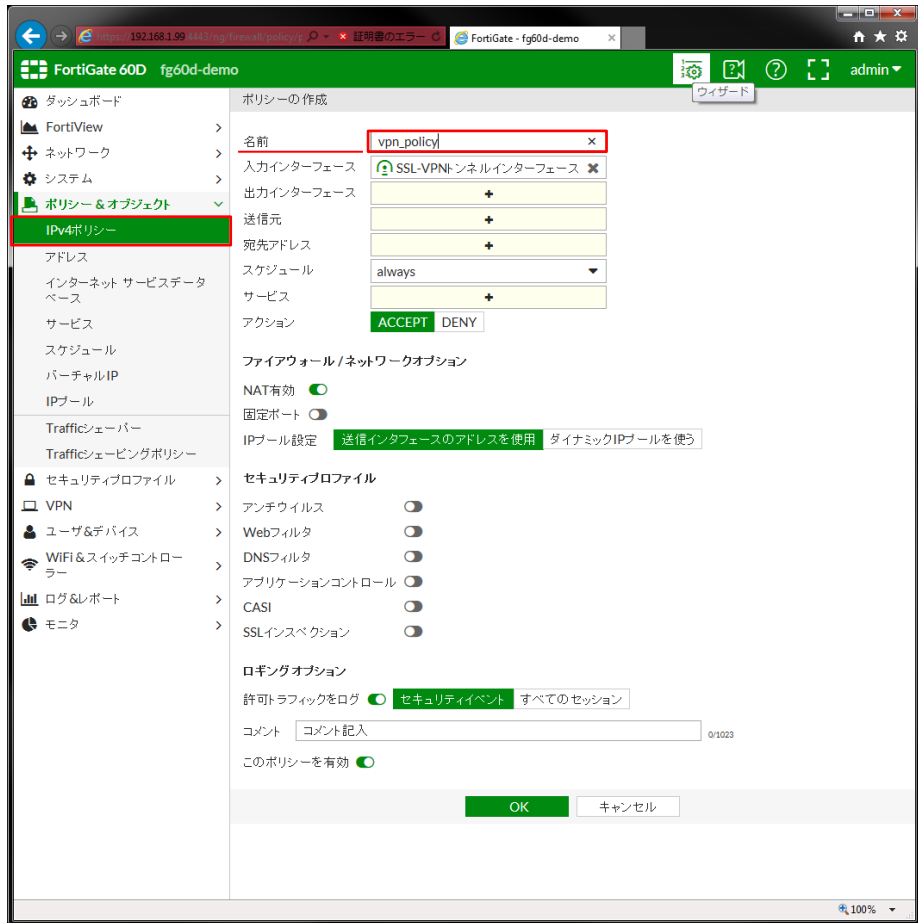 https://192.168.1.99:4443/ng/firewall/policy/p
証明書のエラー
FortiGate - fg60d-demo
FortiGate 60D fg60d-demo
admin
ウィザード
ダッシュボード
FortiView
ネットワーク
システム
ポリシー & オブジェクト
IPv4ポリシー
アドレス
インターネット サービスデータ
ベース
サービス
スケジュール
バーチャルIP
IPプール
Trafficシェーパー
Trafficシェーピングポリシー
セキュリティプロファイル
VPN
ユーザ&デバイス
WiFi & スイッチコントロー
ラー
ログ&レポート
モニタ
ポリシーの作成
名前 vpn_policy ×
入力インターフェース SSL-VPNトンネルインターフェース
出力インターフェース +
送信元 +
宛先アドレス +
スケジュール always
サービス +
アクション ACCEPT DENY
ファイアウォール / ネットワークオプション
NAT有効
固定ポート
IPプール設定 送信インタフェースのアドレスを使用 ダイナミックIPプールを使う
セキュリティプロファイル
アンチウイルス
Webフィルタ
DNSフィルタ
アプリケーションコントロール
CASI
SSLインスペクション
ロギングオプション
許可トラフィックをログ セキュリティイベント すべてのセッション
コメント コメント記入 0/1023
このポリシーを有効
OK キャンセル
100%